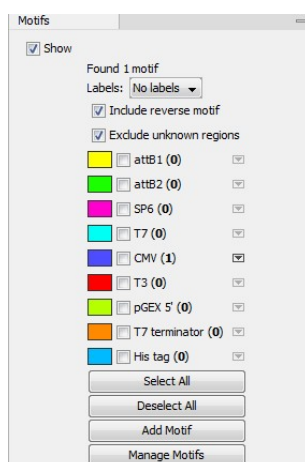 Motifs
Show
Found 1 motif
Labels: No labels
Include reverse motif
Exclude unknown regions
attB1 (0)
attB2 (0)
SP6 (0)
T7 (0)
CMV (1)
T3 (0)
pGEX 5' (0)
T7 terminator (0)
His tag (0)
Select All
Deselect All
Add Motif
Manage Motifs